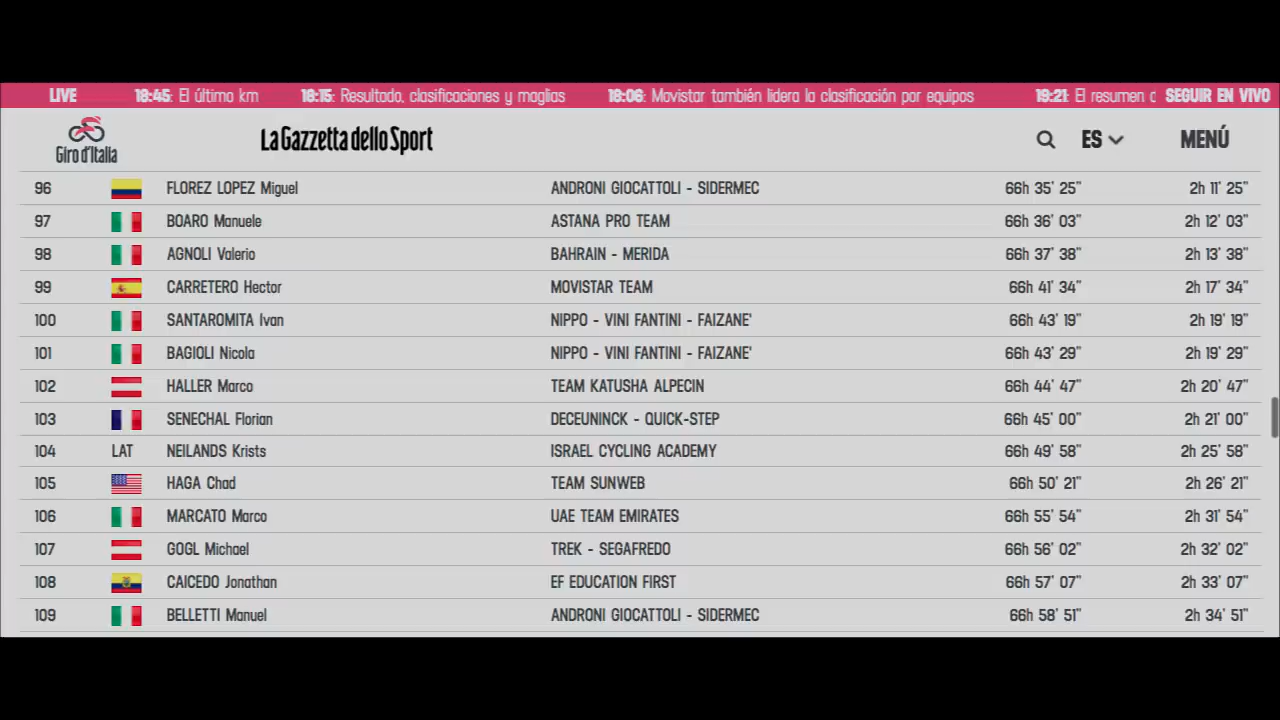 LIVE 18:45: El último km 18:15: Resultado, clasificaciones y maglias 18:06: Movistar también lidera la clasificación por equipos 19:21: El resumen SEGUIR EN VIVO
Giro d'Italia La Gazzetta dello Sport ES MENÚ
96 FLOREZ LOPEZ Miguel ANDRONI GIOCATTOLI - SIDERMEC 66h 35' 25" 2h 11' 25"
97 BOARO Manuele ASTANA PRO TEAM 66h 36' 03" 2h 12' 03"
98 AGNOLI Valerio BAHRAIN - MERIDA 66h 37' 38" 2h 13' 38"
99 CARRETERO Hector MOVISTAR TEAM 66h 41' 34" 2h 17' 34"
100 SANTAROMITA Ivan NIPPO - VINI FANTINI - FAIZANE' 66h 43' 19" 2h 19' 19"
101 BAGIOLI Nicola NIPPO - VINI FANTINI - FAIZANE' 66h 43' 29" 2h 19' 29"
102 HALLER Marco TEAM KATUSHA ALPECIN 66h 44' 47" 2h 20' 47"
103 SENECHAL Florian DECEUNINCK - QUICK-STEP 66h 45' 00" 2h 21' 00"
104 LAT NEILANDS Krists ISRAEL CYCLING ACADEMY 66h 49' 58" 2h 25' 58"
105 HAGA Chad TEAM SUNWEB 66h 50' 21" 2h 26' 21"
106 MARCATO Marco UAE TEAM EMIRATES 66h 55' 54" 2h 31' 54"
107 GOGL Michael TREK - SEGAFREDO 66h 56' 02" 2h 32' 02"
108 CAICEDO Jonathan EF EDUCATION FIRST 66h 57' 07" 2h 33' 07"
109 BELLETTI Manuel ANDRONI GIOCATTOLI - SIDERMEC 66h 58' 51" 2h 34' 51"